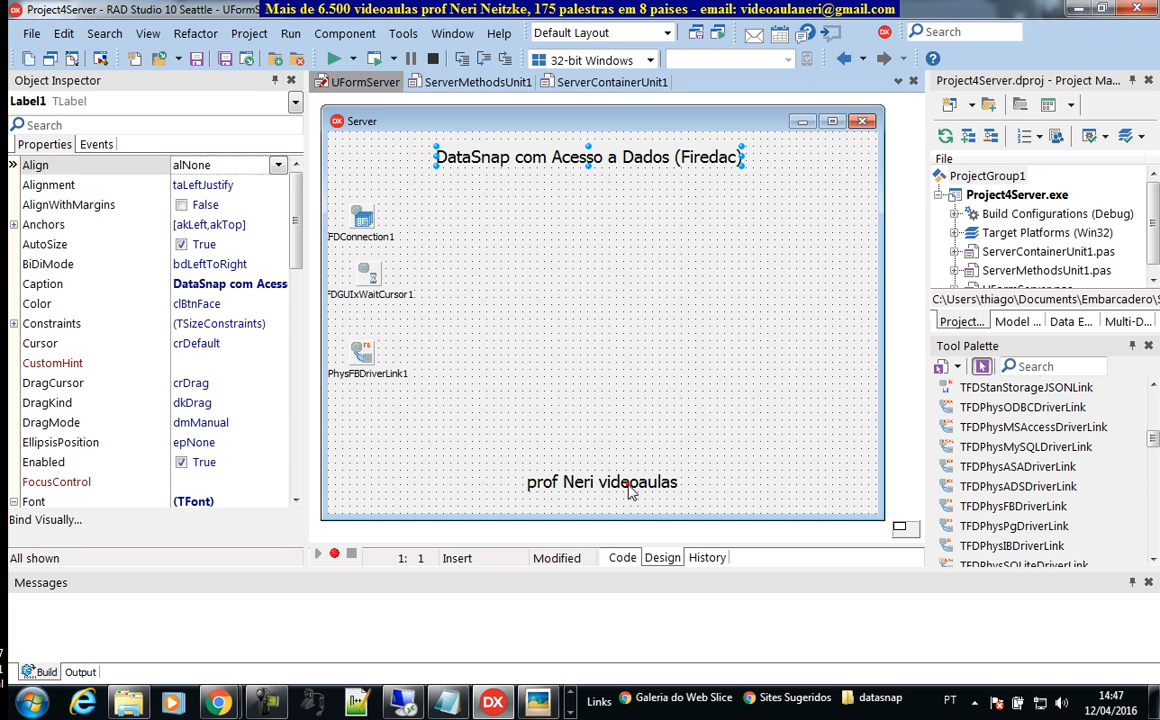 Project4Server - RAD Studio 10 Seattle - UFormS
Mais de 6.500 videoaulas prof Neri Neitzke, 175 palestras em 8 paises - email: videoaulaneri@gmail.com
File Edit Search View Refactor Project Run Component Tools Window Help
Default Layout
Search
32-bit Windows
Object Inspector
Label1 TLabel
Search
Properties Events
Align alNone
Alignment taLeftJustify
AlignWithMargins False
Anchors [akLeft,akTop]
AutoSize True
BiDiMode bdLeftToRight
Caption DataSnap com Acess
Color clBtnFace
Constraints (TSizeConstraints)
Cursor crDefault
CustomHint
DragCursor crDrag
DragKind dkDrag
DragMode dmManual
EllipsisPosition epNone
Enabled True
FocusControl
Font (TFont)
Bind Visually...
All shown
UFormServer ServerMethodsUnit1 ServerContainerUnit1
Server
DataSnap com Acesso a Dados (Firedac)
FDConnection1
FDGUIxWaitCursor1
PhysFBDriverLink1
prof Neri videoaulas
1: 1 Insert Modified Code Design History
Project4Server.dproj - Project Ma...
File
ProjectGroup1
Project4Server.exe
Build Configurations (Debug)
Target Platforms (Win32)
ServerContainerUnit1.pas
ServerMethodsUnit1.pas
UFormServer.pas
C:\Users\thiago\Documents\Embarcadero\S
Project... Model ... Data E... Multi-D...
Tool Palette
Search
TFDStanStorageJSONLink
TFDPhysODBCDriverLink
TFDPhysMSAccessDriverLink
TFDPhysMySQLDriverLink
TFDPhysASADriverLink
TFDPhysADSDriverLink
TFDPhysFBDriverLink
TFDPhysPgDriverLink
TFDPhysIBDriverLink
TFDPhysSQLiteDriverLink
Messages
Build Output
Links Galeria do Web Slice Sites Sugeridos datasnap PT
14:47
12/04/2016